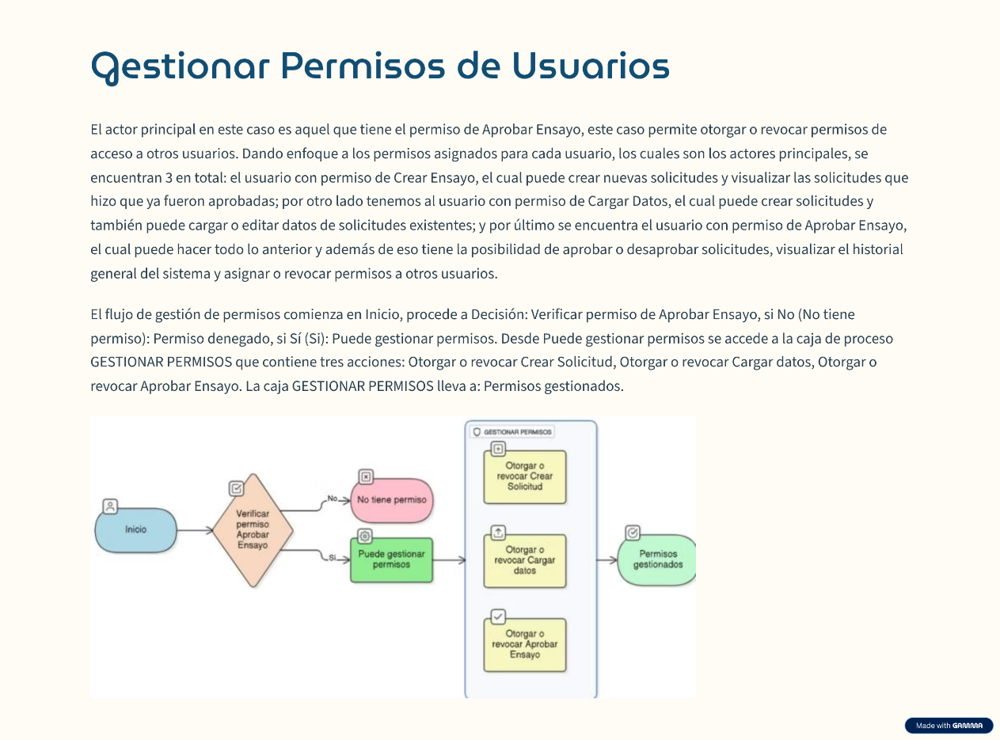 Gestionar Permisos de Usuarios
El actor principal en este caso es aquel que tiene el permiso de Aprobar Ensayo, este caso permite otorgar o revocar permisos de
acceso a otros usuarios. Dando enfoque a los permisos asignados para cada usuario, los cuales son los actores principales, se
encuentran 3 en total: el usuario con permiso de Crear Ensayo, el cual puede crear nuevas solicitudes y visualizar las solicitudes que
hizo que ya fueron aprobadas; por otro lado tenemos al usuario con permiso de Cargar Datos, el cual puede crear solicitudes y
también puede cargar o editar datos de solicitudes existentes; y por último se encuentra el usuario con permiso de Aprobar Ensayo,
el cual puede hacer todo lo anterior y además de eso tiene la posibilidad de aprobar o desaprobar solicitudes, visualizar el historial
general del sistema y asignar o revocar permisos a otros usuarios.
El flujo de gestión de permisos comienza en Inicio, procede a Decisión: Verificar permiso de Aprobar Ensayo, si No (No tiene
permiso): Permiso denegado, si Sí (Si): Puede gestionar permisos. Desde Puede gestionar permisos se accede a la caja de proceso
GESTIONAR PERMISOS que contiene tres acciones: Otorgar o revocar Crear Solicitud, Otorgar o revocar Cargar datos, Otorgar o
revocar Aprobar Ensayo. La caja GESTIONAR PERMISOS lleva a: Permisos gestionados.
Inicio
Verificar
permiso
Aprobar
Ensayo
No
No tiene permiso
Si
Puede gestionar
permisos
GESTIONAR PERMISOS
Otorgar o
revocar Crear
Solicitud
Otorgar o
revocar Cargar
datos
Otorgar o
revocar Aprobar
Ensayo
Permisos
gestionados
Made with GAMMA